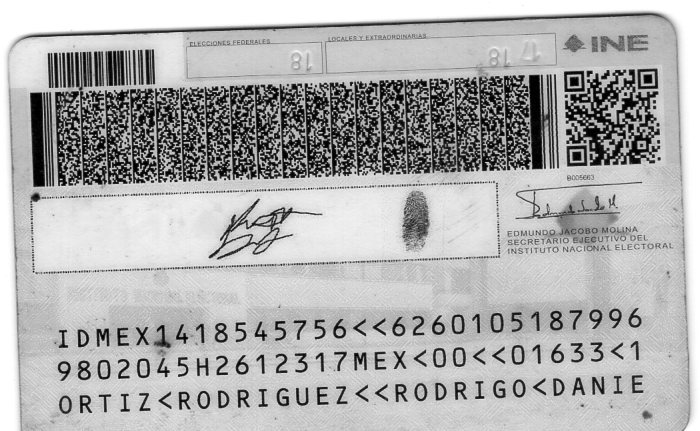 ELECCIONES FEDERALES
LOCALES Y EXTRAORDINARIAS
INE
18
17 18
B005663
EDMUNDO JACOBO MOLINA
SECRETARIO EJECUTIVO DEL
INSTITUTO NACIONAL ELECTORAL
IDMEX1418545756<<6260105187996
9802045H2612317MEX<00<<01633<1
ORTIZ<RODRIGUEZ<<RODRIGO<DANIE